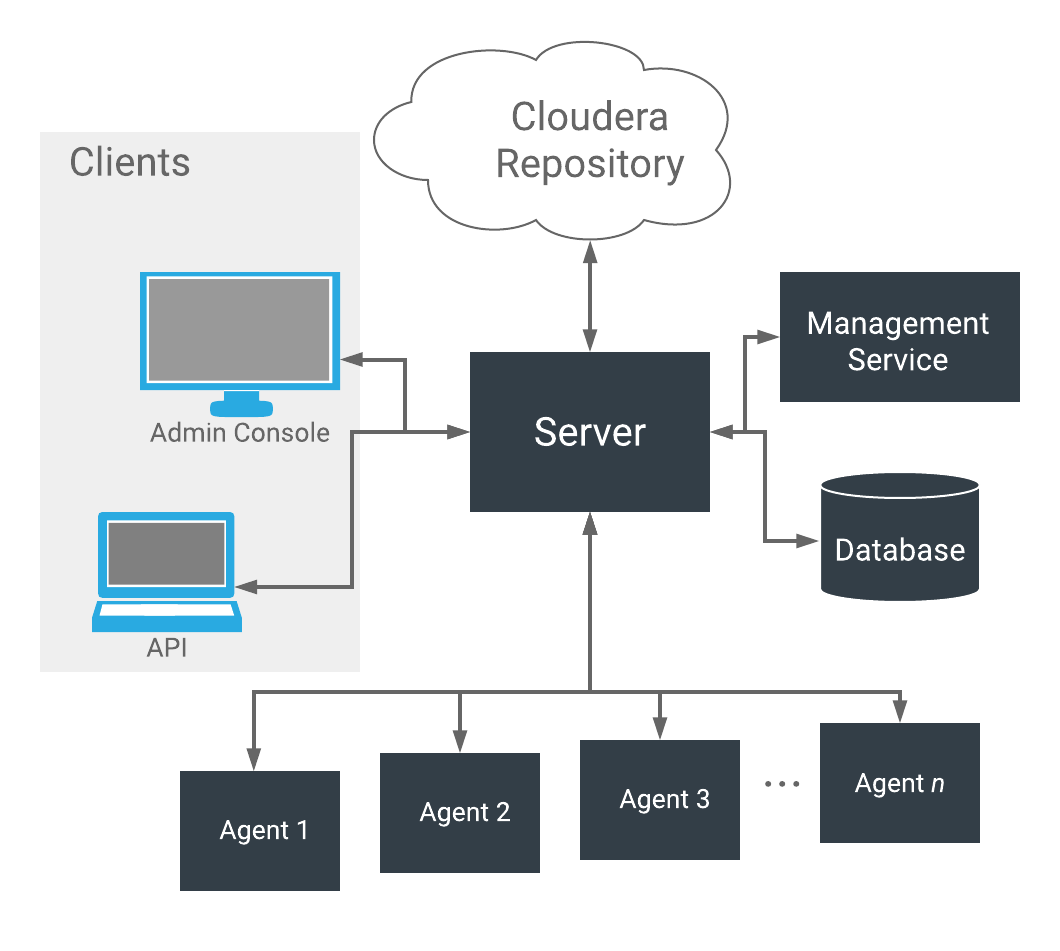 Cloudera
Repository
Clients
Management
Service
Server
Admin Console
Database
API
Agent 1
Agent 2
Agent 3
...
Agent n